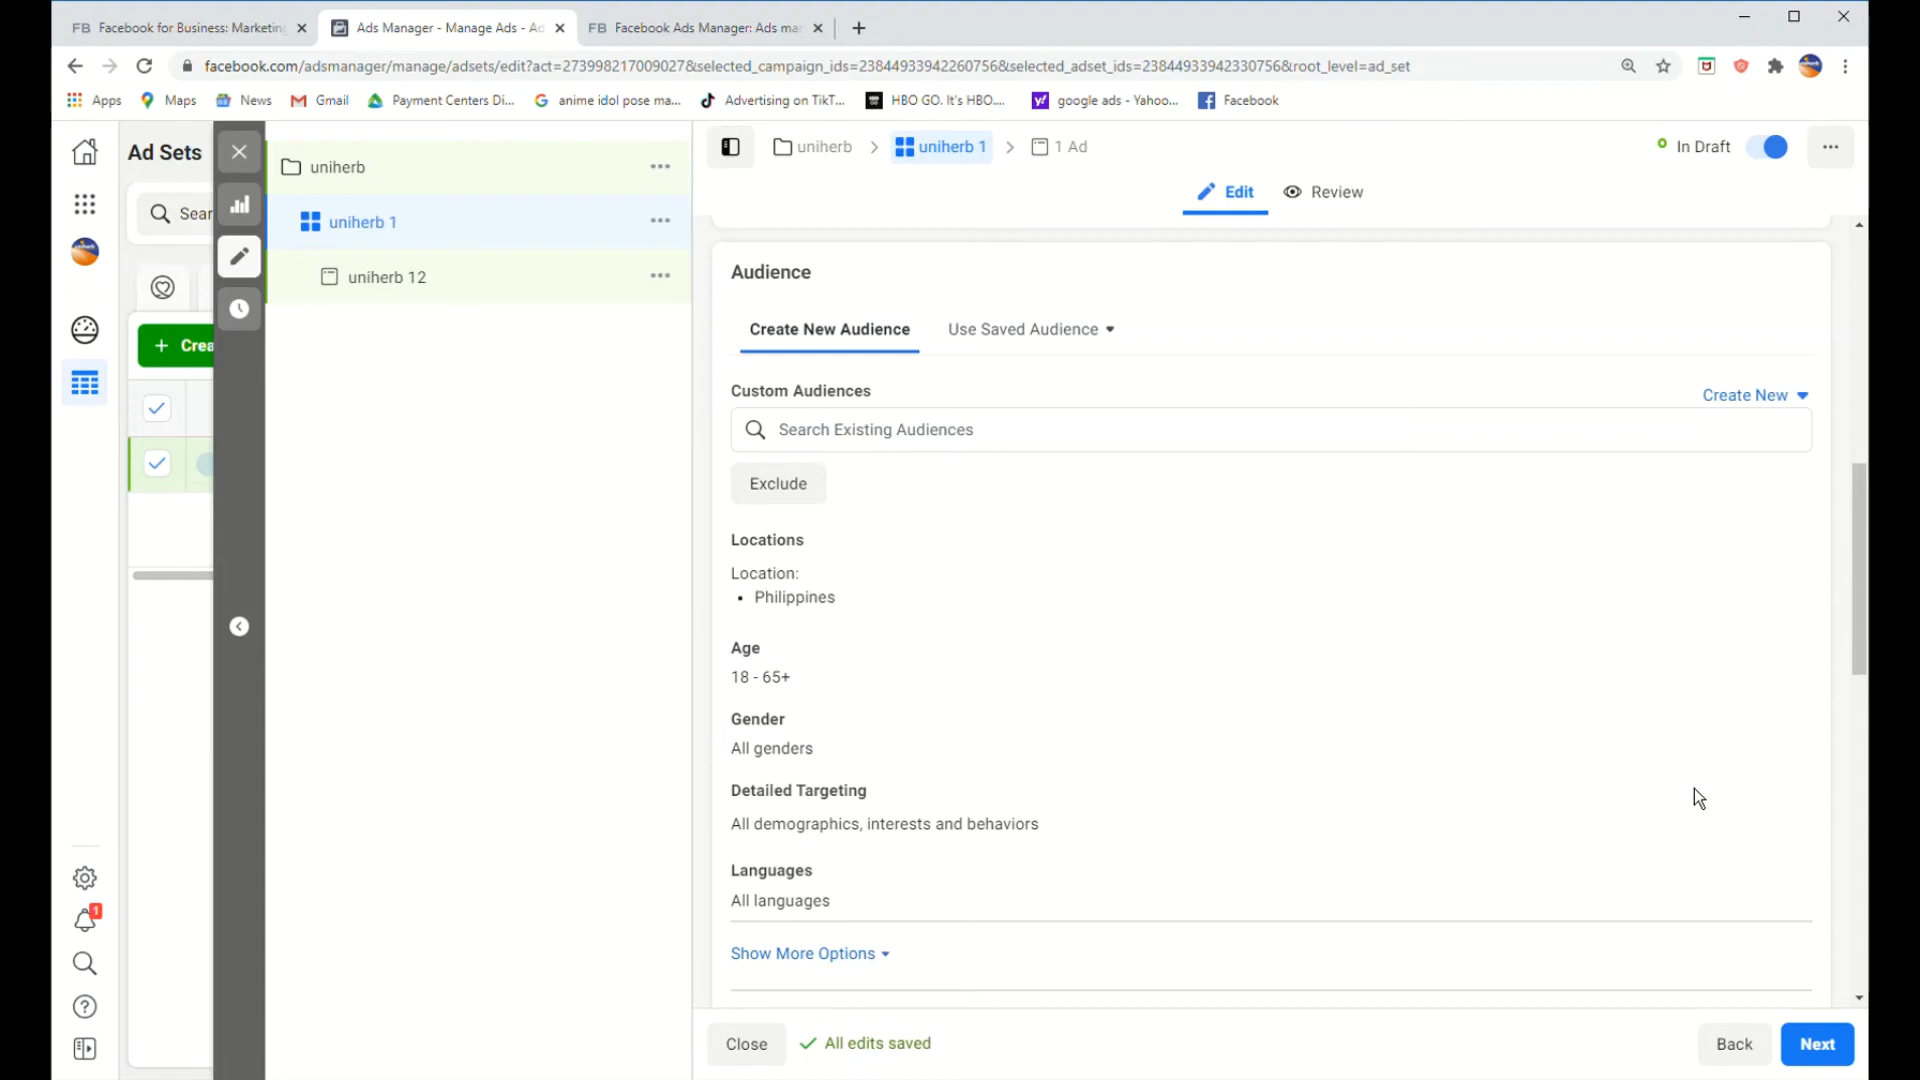 FB Facebook for Business: Marketing
Ads Manager - Manage Ads - Ad
FB Facebook Ads Manager: Ads ma
facebook.com/adsmanager/manage/adsets/edit?act=273998217009027&selected_campaign_ids=23844933942260756&selected_adset_ids=23844933942330756&root_level=ad_set
Apps Maps News Gmail Payment Centers Di... anime idol pose ma... Advertising on TikT... HBO GO. It's HBO.... google ads - Yahoo... Facebook
Ad Sets
Sear
+ Crea
1
uniherb
uniherb 1
uniherb 12
uniherb > uniherb 1 > 1 Ad
In Draft
Edit Review
Audience
Create New Audience Use Saved Audience
Custom Audiences
Create New
Search Existing Audiences
Exclude
Locations
Location:
• Philippines
Age
18 - 65+
Gender
All genders
Detailed Targeting
All demographics, interests and behaviors
Languages
All languages
Show More Options
Close All edits saved Back Next